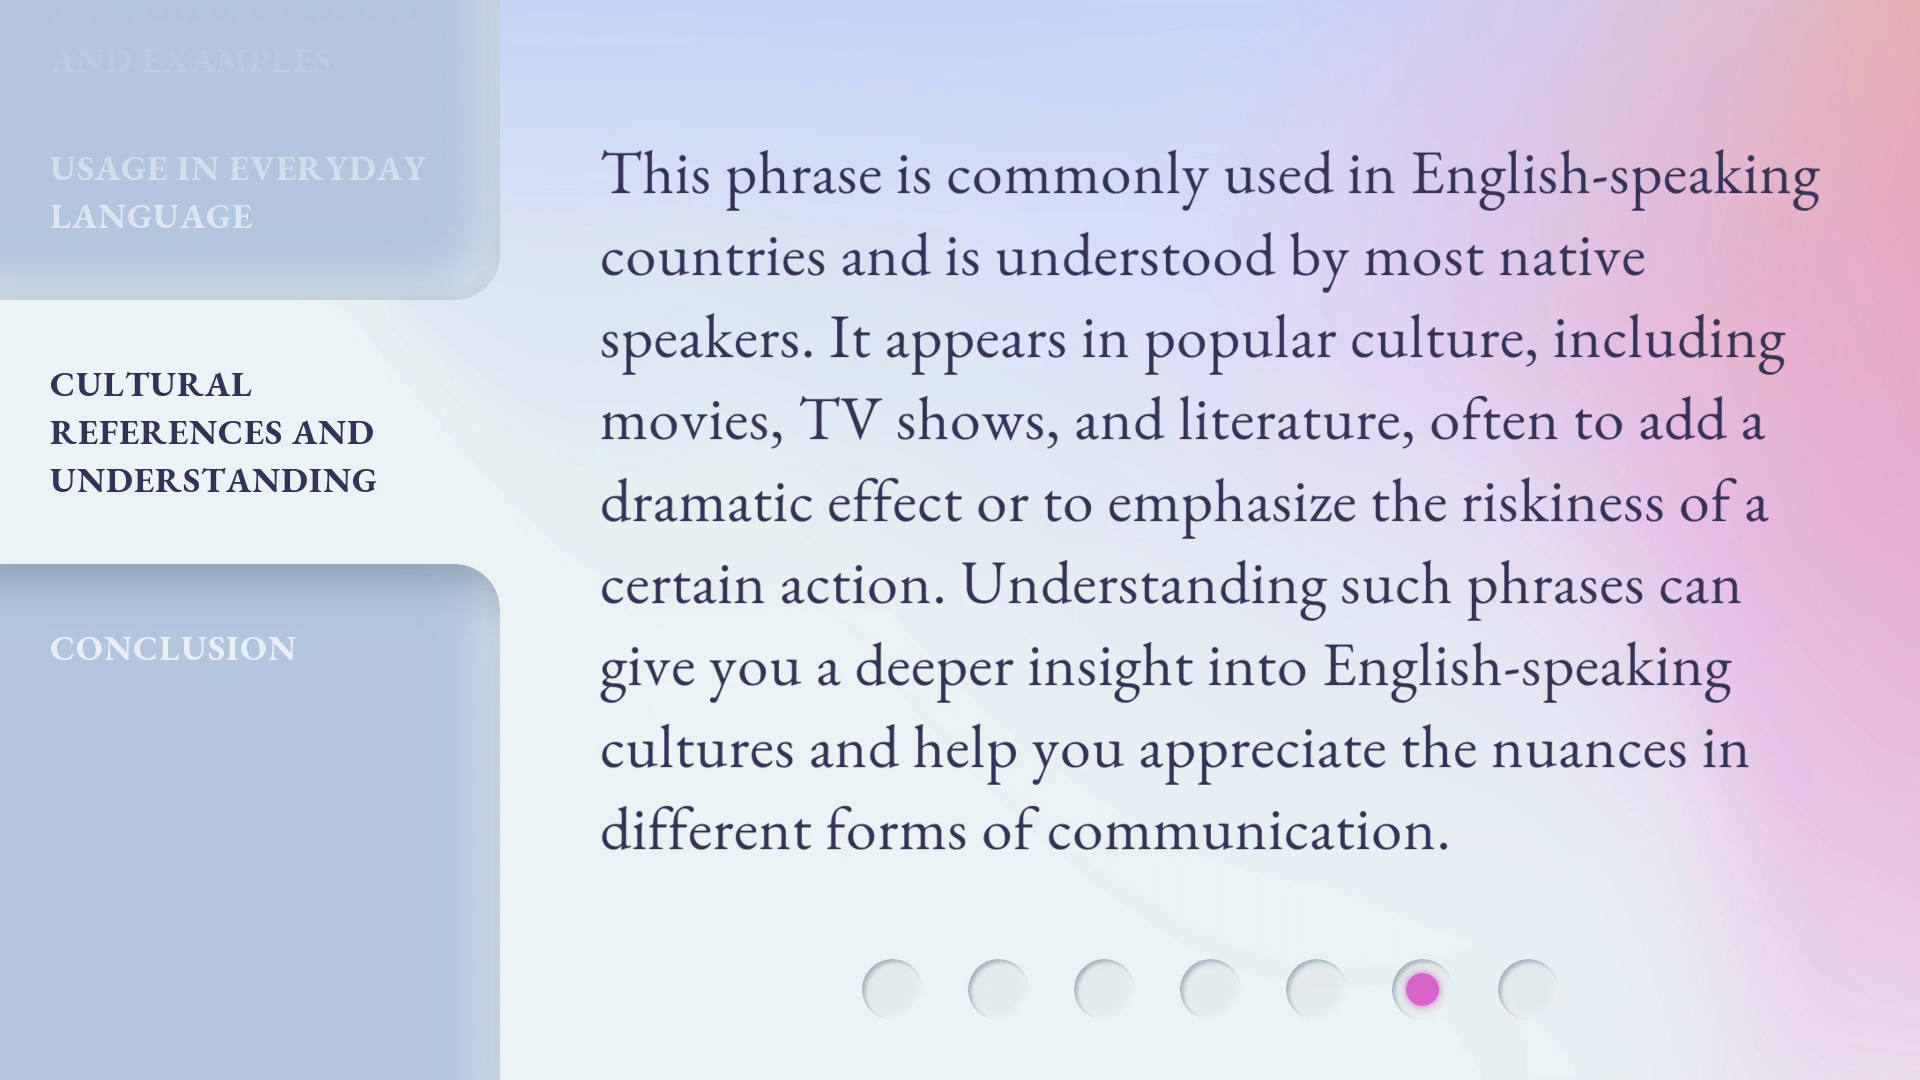 AND EXAMPLES
USAGE IN EVERYDAY
LANGUAGE
CULTURAL
REFERENCES AND
UNDERSTANDING
CONCLUSION
This phrase is commonly used in English-speaking
countries and is understood by most native
speakers. It appears in popular culture, including
movies, TV shows, and literature, often to add a
dramatic effect or to emphasize the riskiness of a
certain action. Understanding such phrases can
give you a deeper insight into English-speaking
cultures and help you appreciate the nuances in
different forms of communication.